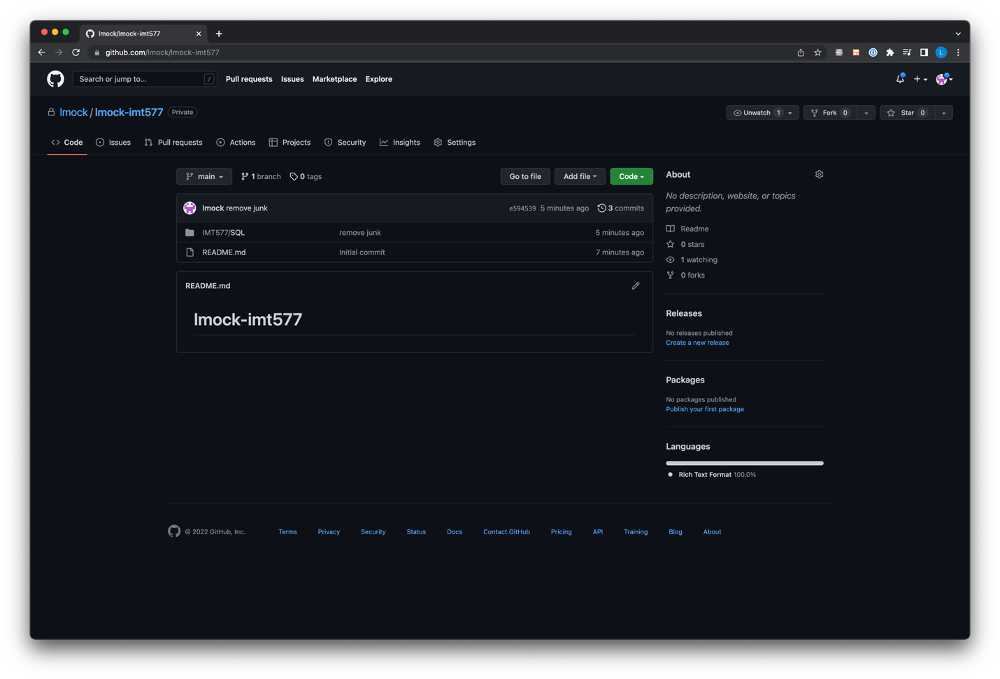 lmock/lmock-imt577
github.com/lmock/lmock-imt577
L
Search or jump to... /
Pull requests Issues Marketplace Explore
lmock / lmock-imt577 Private
Unwatch 1 Fork 0 Star 0
Code Issues Pull requests Actions Projects Security Insights Settings
main 1 branch 0 tags Go to file Add file Code
lmock remove junk e594539 5 minutes ago 3 commits
IMT577/SQL remove junk 5 minutes ago
README.md Initial commit 7 minutes ago
README.md
lmock-imt577
About
No description, website, or topics
provided.
Readme
0 stars
1 watching
0 forks
Releases
No releases published
Create a new release
Packages
No packages published
Publish your first package
Languages
Rich Text Format 100.0%
© 2022 GitHub, Inc. Terms Privacy Security Status Docs Contact GitHub Pricing API Training Blog About